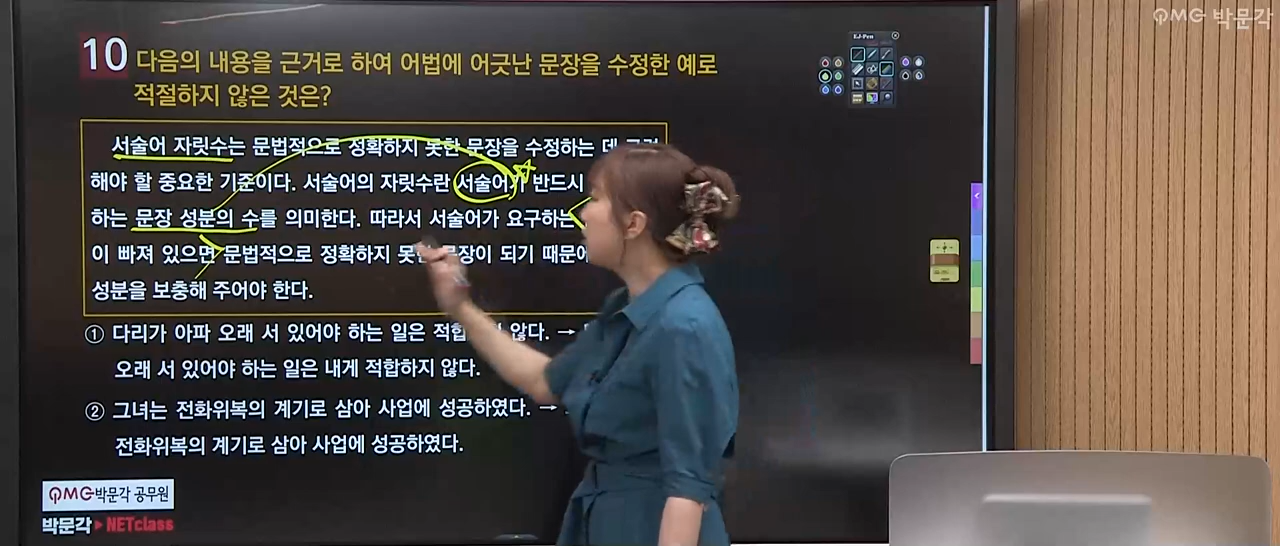 QMG 박문각
EJ-Pen
10 다음의 내용을 근거로 하여 어법에 어긋난 문장을 수정한 예로
적절하지 않은 것은?
서술어 자릿수는 문법적으로 정확하지 못한 문장을 수정하는 데
해야 할 중요한 기준이다. 서술어의 자릿수란 서술어가 반드시
하는 문장 성분의 수를 의미한다. 따라서 서술어가 요구하는
이 빠져 있으면 문법적으로 정확하지 못한 문장이 되기 때문에
성분을 보충해 주어야 한다.
① 다리가 아파 오래 서 있어야 하는 일은 적합하지 않다. →
오래 서 있어야 하는 일은 내게 적합하지 않다.
② 그녀는 전화위복의 계기로 삼아 사업에 성공하였다. →
전화위복의 계기로 삼아 사업에 성공하였다.
QMG박문각 공무원
박문각 NETclass